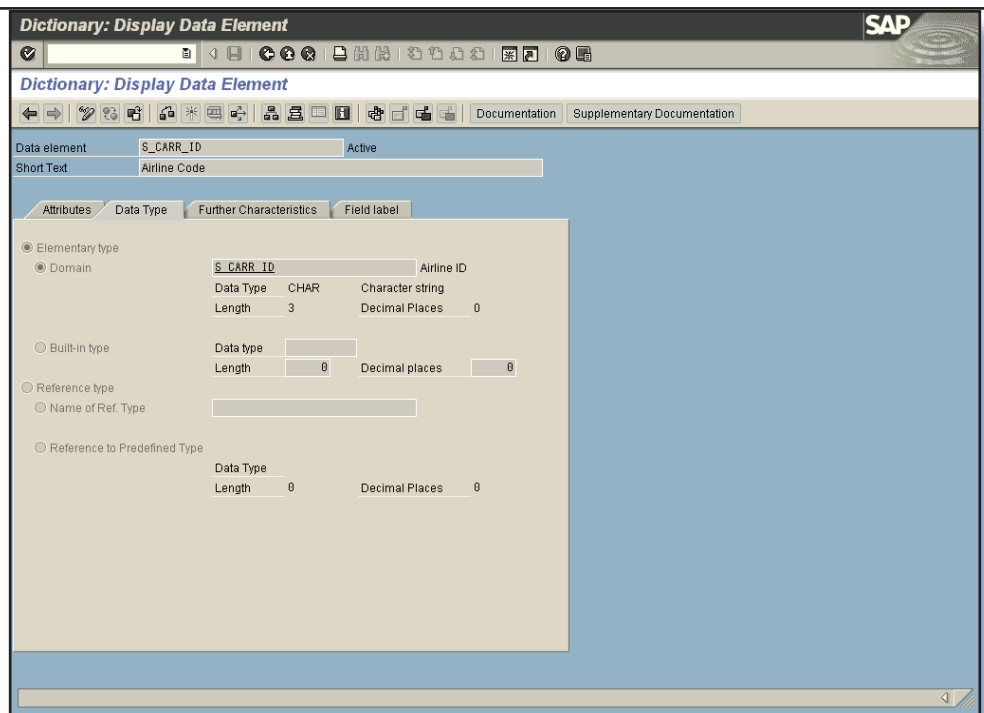 Dictionary: Display Data Element
SAP
Dictionary: Display Data Element
Documentation Supplementary Documentation
Data element S_CARR_ID Active
Short Text Airline Code
Attributes Data Type Further Characteristics Field label
Elementary type
Domain S_CARR_ID Airline ID
Data Type CHAR Character string
Length 3 Decimal Places 0
Built-in type Data type
Length 0 Decimal places 0
Reference type
Name of Ref. Type
Reference to Predefined Type
Data Type
Length 0 Decimal Places 0